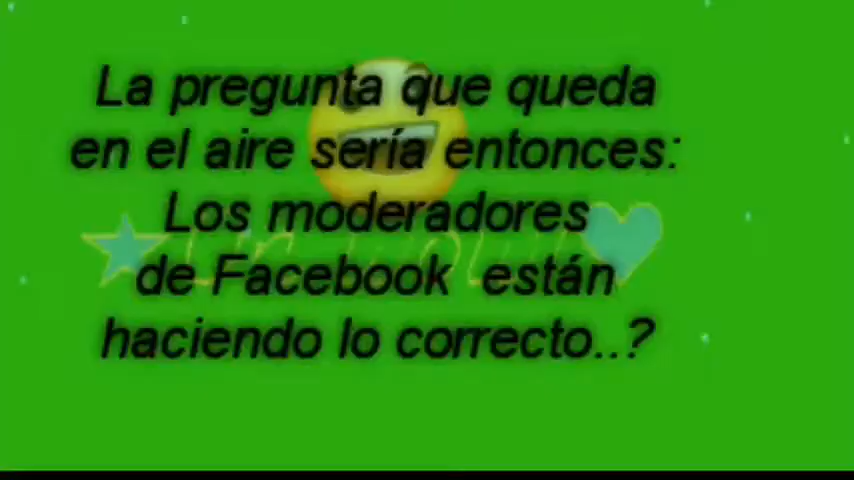 La pregunta que queda
en el aire sería entonces:
Los moderadores
de Facebook están
haciendo lo correcto..?